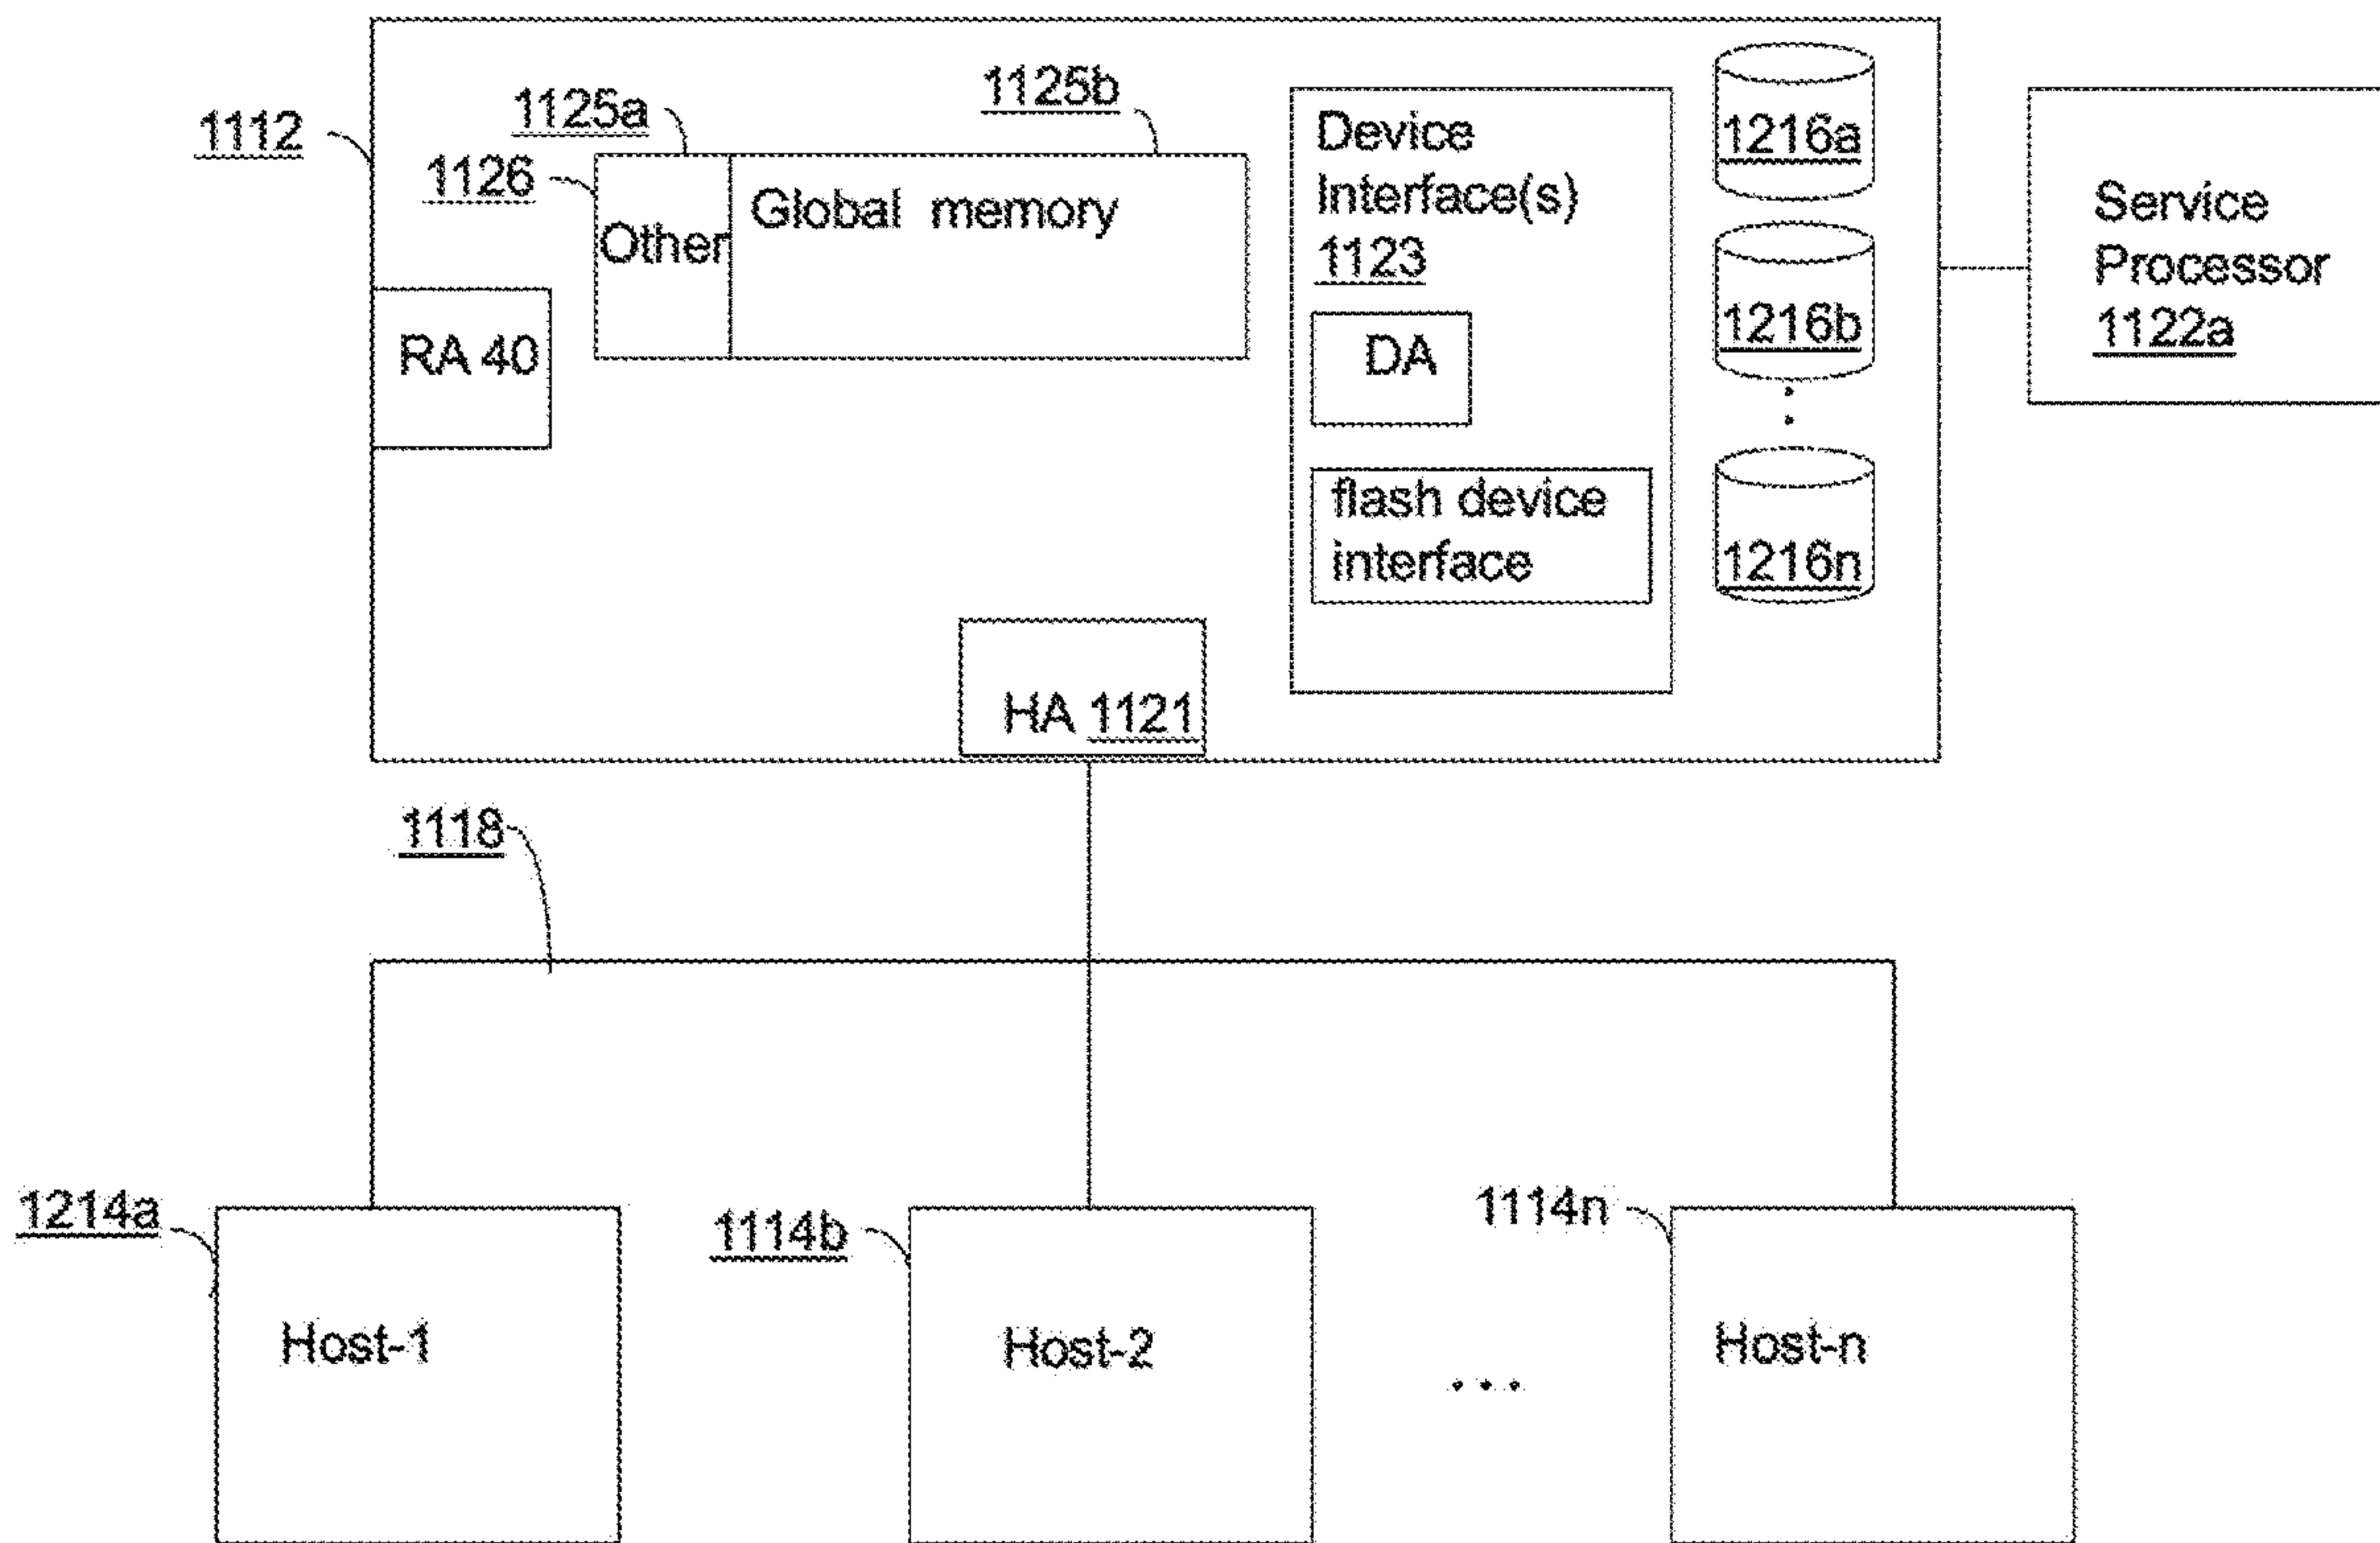 1112
1125a
1125b
1126
Other
Global memory
RA 40
Device
Interface(s)
1123
DA
flash device
interface
1216a
1216b
1216n
Service
Processor
1122a
HA 1121
1118
1214a
Host-1
1114b
Host-2
...
1114n
Host-n